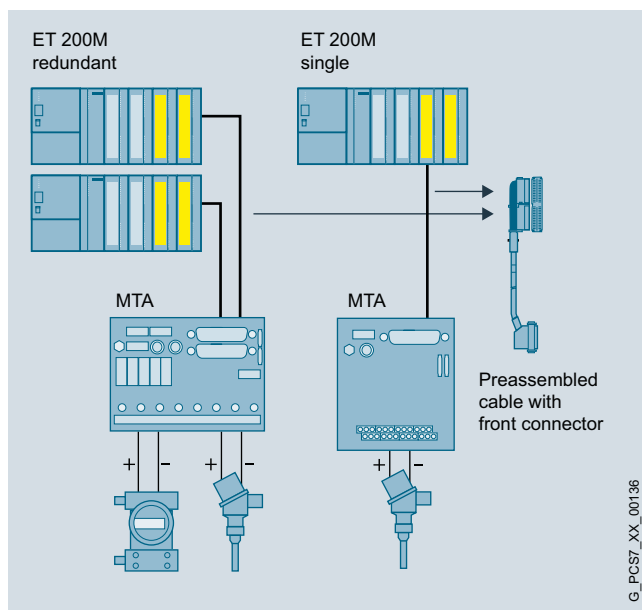 ET 200M
redundant
ET 200M
single
MTA
MTA
Preassembled
cable with
front connector
+ – + –
+ –
G_PCS7_XX_00136